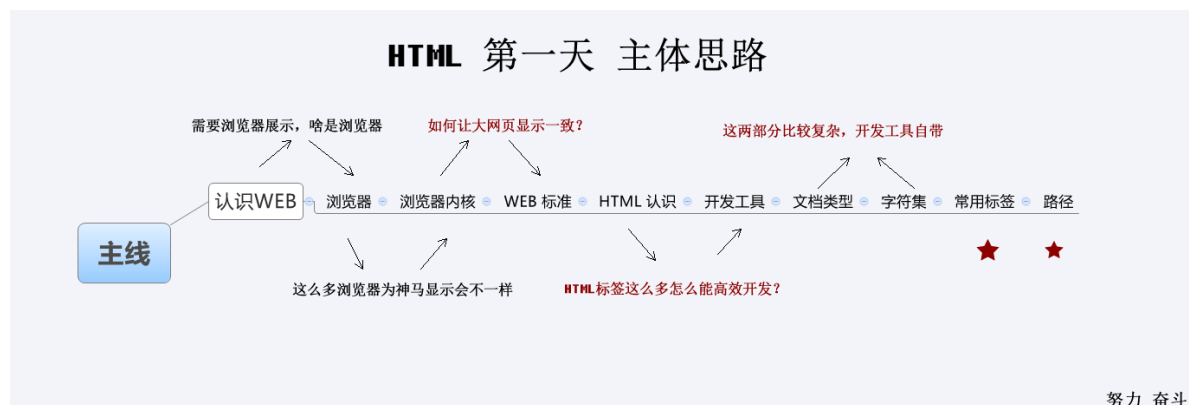 HTML 第一天 主体思路
需要浏览器展示，啥是浏览器
如何让大网页显示一致？
这两部分比较复杂，开发工具自带
认识WEB 浏览器 浏览器内核 WEB 标准 HTML 认识 开发工具 文档类型 字符集 常用标签 路径
主线
这么多浏览器为神马显示会不一样
HTML标签这么多怎么能高效开发？
努力 奋斗